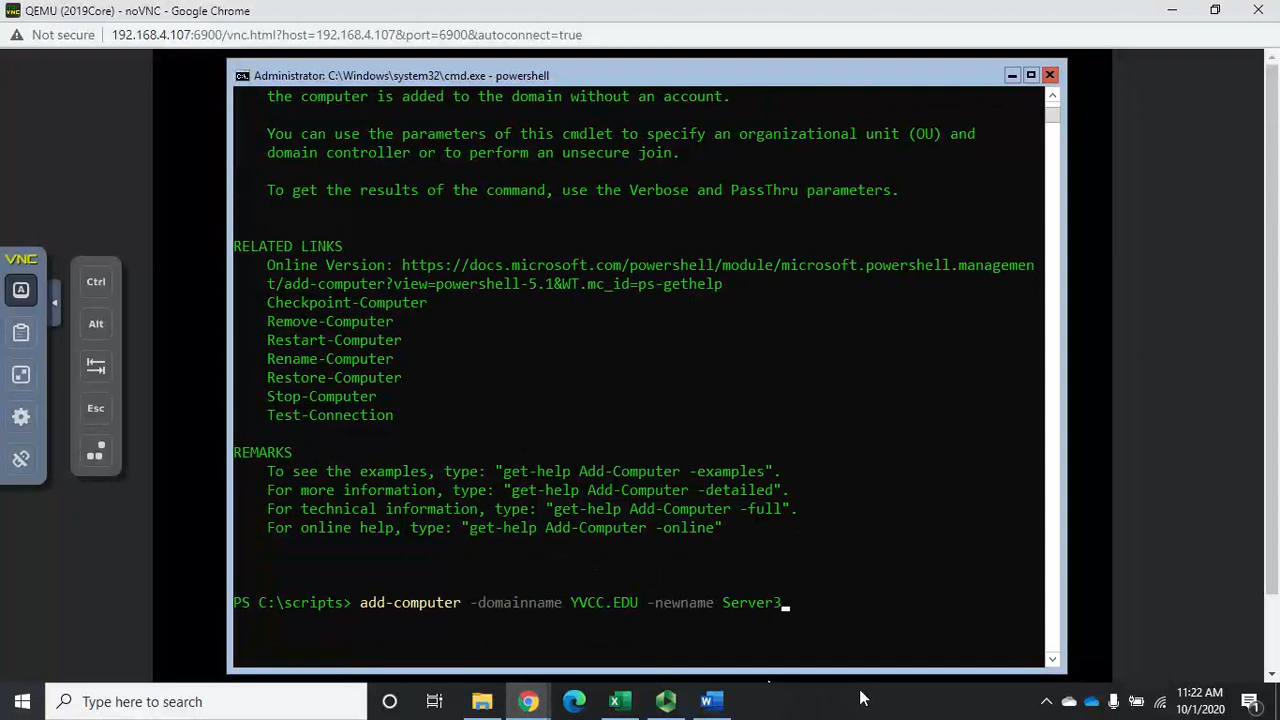 QEMU (2019Core) - noVNC - Google Chrome
Not secure 192.168.4.107:6900/vnc.html?host=192.168.4.107&port=6900&autoconnect=true
Administrator: C:\Windows\system32\cmd.exe - powershell
the computer is added to the domain without an account.
You can use the parameters of this cmdlet to specify an organizational unit (OU) and
domain controller or to perform an unsecure join.
To get the results of the command, use the Verbose and PassThru parameters.
RELATED LINKS
Online Version: https://docs.microsoft.com/powershell/module/microsoft.powershell.managemen
t/add-computer?view=powershell-5.1&WT.mc_id=ps-gethelp
Checkpoint-Computer
Remove-Computer
Restart-Computer
Rename-Computer
Restore-Computer
Stop-Computer
Test-Connection
REMARKS
To see the examples, type: "get-help Add-Computer -examples".
For more information, type: "get-help Add-Computer -detailed".
For technical information, type: "get-help Add-Computer -full".
For online help, type: "get-help Add-Computer -online"
PS C:\scripts> add-computer -domainname YVCC.EDU -newname Server3
VNC
A
Ctrl
Alt
Esc
Type here to search
11:22 AM
10/1/2020
1